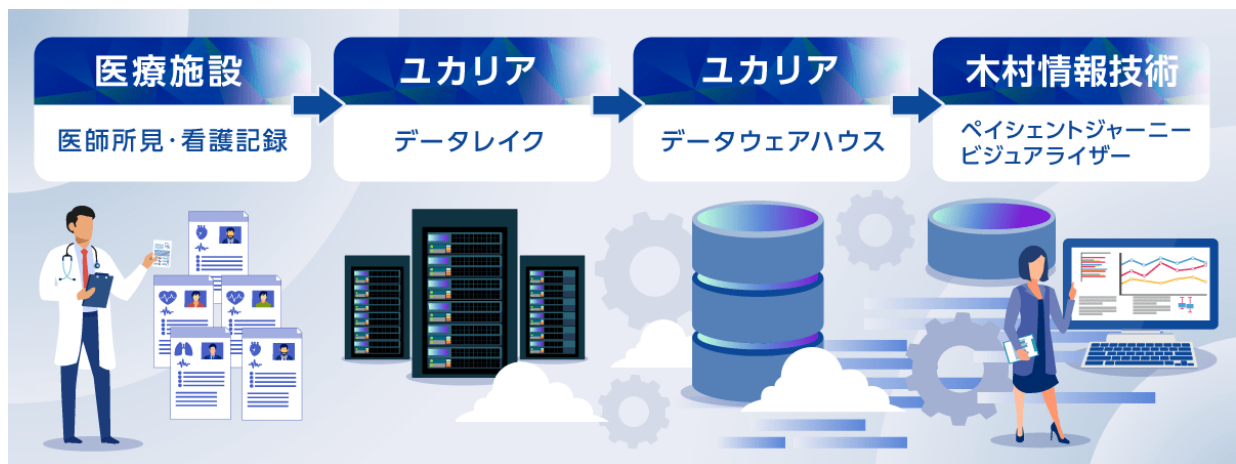 医療施設
医師所見・看護記録
ユカリア
データレイク
ユカリア
データウェアハウス
木村情報技術
ペイシェントジャーニー
ビジュアライザー